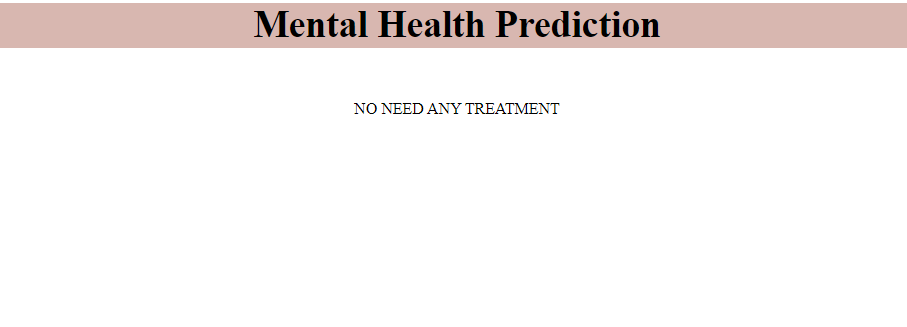 Mental Health Prediction
NO NEED ANY TREATMENT